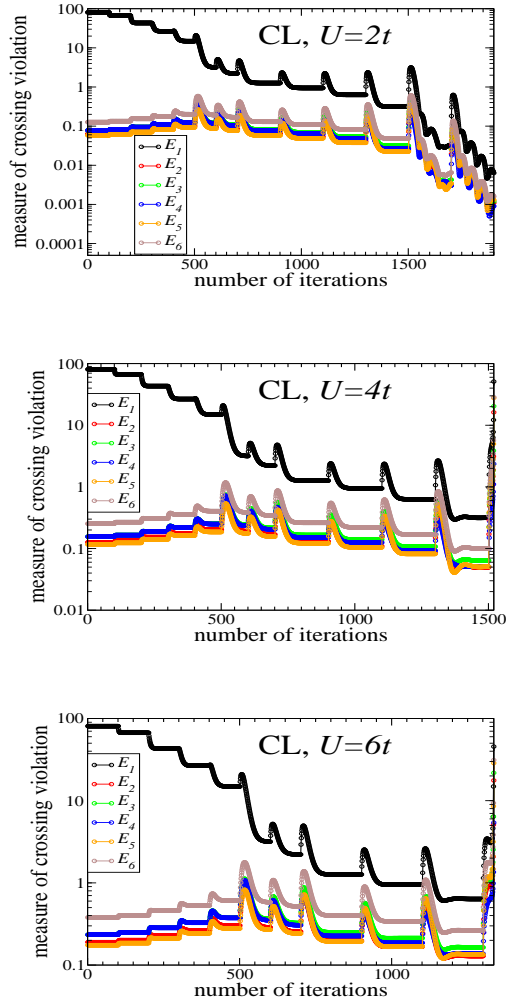 CL, U=2t
measure of crossing violation
100
10
1
0.1
0.01
0.001
0.0001
E1
E2
E3
E4
E5
E6
0
500
1000
1500
number of iterctions
CL, U=4t
measure of crossing violation
100
10
1
0.1
0.01
E1
E2
E3
E4
E5
E6
0
500
1000
1500
number of iterations
CL, U=6t
measure of crossing violation
100
10
1
0.1
E1
E2
E3
E4
E5
E6
0
500
1000
number of iterations